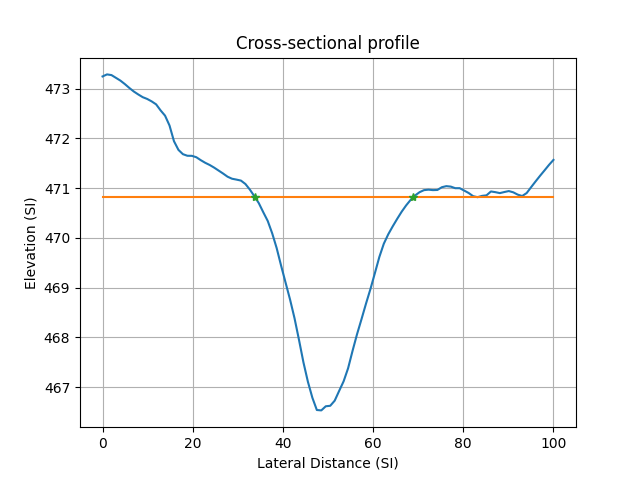 Cross-sectional profile
473
472
471
470
469
468
467
Elevation (SI)
0 20 40 60 80 100
Lateral Distance (SI)